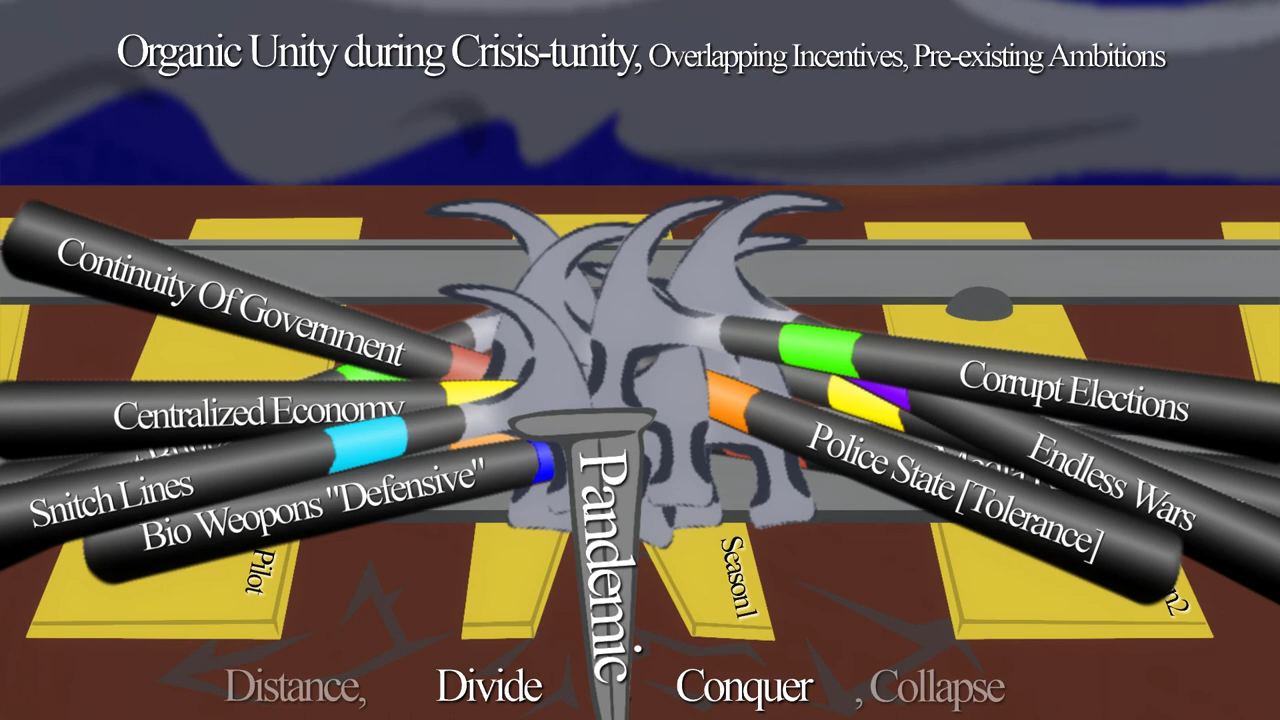 Organic Unity during Crisis-tunity, Overlapping Incentives, Pre-existing Ambitions
Continuity Of Government
Corrupt Elections
Centralized Economy
Endless Wars
Snitch Lines
Police State [Tolerance]
Bio Weopons "Defensive"
Pandemic
Pilot
Season1
Distance, Divide Conquer , Collapse